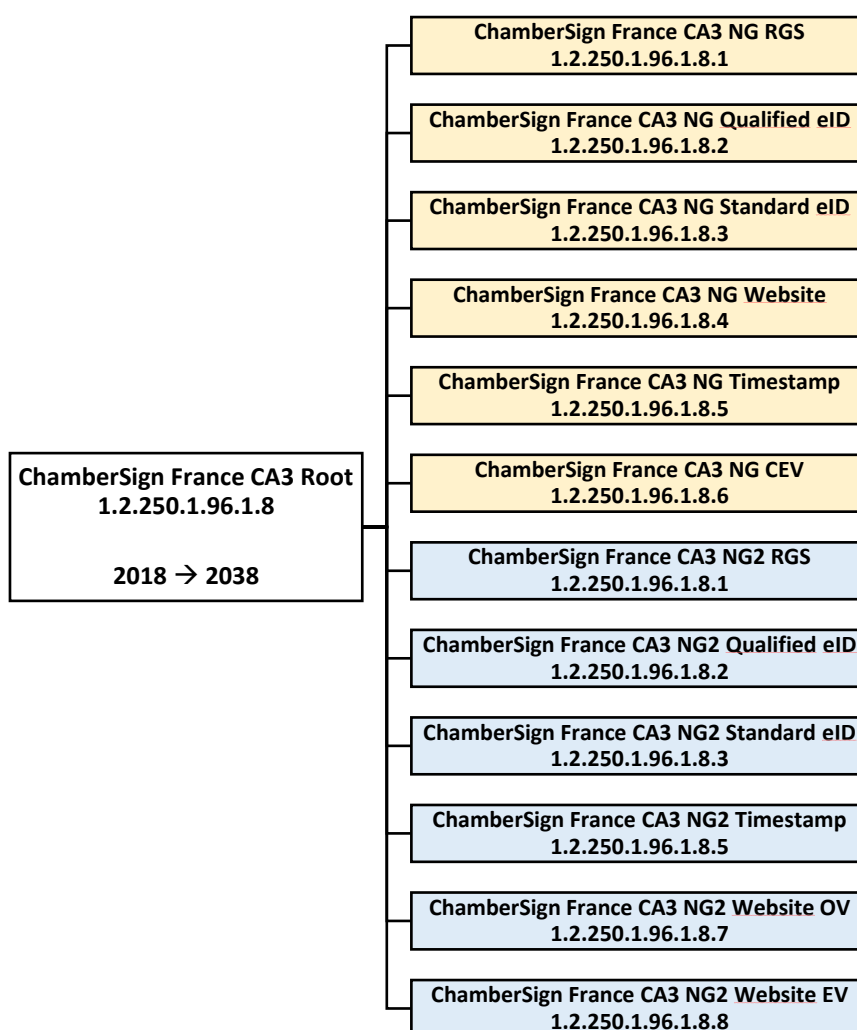 ChamberSign France CA3 NG RGS
1.2.250.1.96.1.8.1
ChamberSign France CA3 NG Qualified eID
1.2.250.1.96.1.8.2
ChamberSign France CA3 NG Standard eID
1.2.250.1.96.1.8.3
ChamberSign France CA3 NG Website
1.2.250.1.96.1.8.4
ChamberSign France CA3 NG Timestamp
1.2.250.1.96.1.8.5
ChamberSign France CA3 Root
1.2.250.1.96.1.8
2018 → 2038
ChamberSign France CA3 NG CEV
1.2.250.1.96.1.8.6
ChamberSign France CA3 NG2 RGS
1.2.250.1.96.1.8.1
ChamberSign France CA3 NG2 Qualified eID
1.2.250.1.96.1.8.2
ChamberSign France CA3 NG2 Standard eID
1.2.250.1.96.1.8.3
ChamberSign France CA3 NG2 Timestamp
1.2.250.1.96.1.8.5
ChamberSign France CA3 NG2 Website OV
1.2.250.1.96.1.8.7
ChamberSign France CA3 NG2 Website EV
1.2.250.1.96.1.8.8